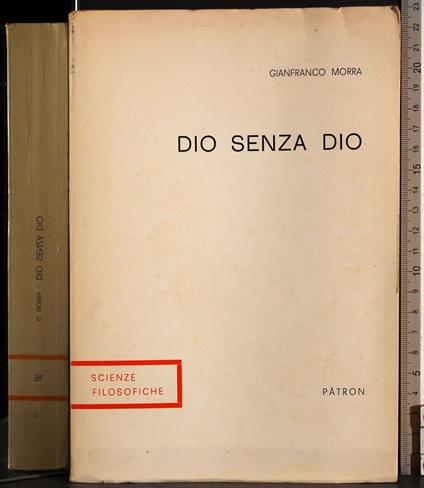 GIANFRANCO MORRA
DIO SENZA DIO
SCIENZE
FILOSOFICHE
PÀTRON
G. MORRA - DIO SENZA DIO